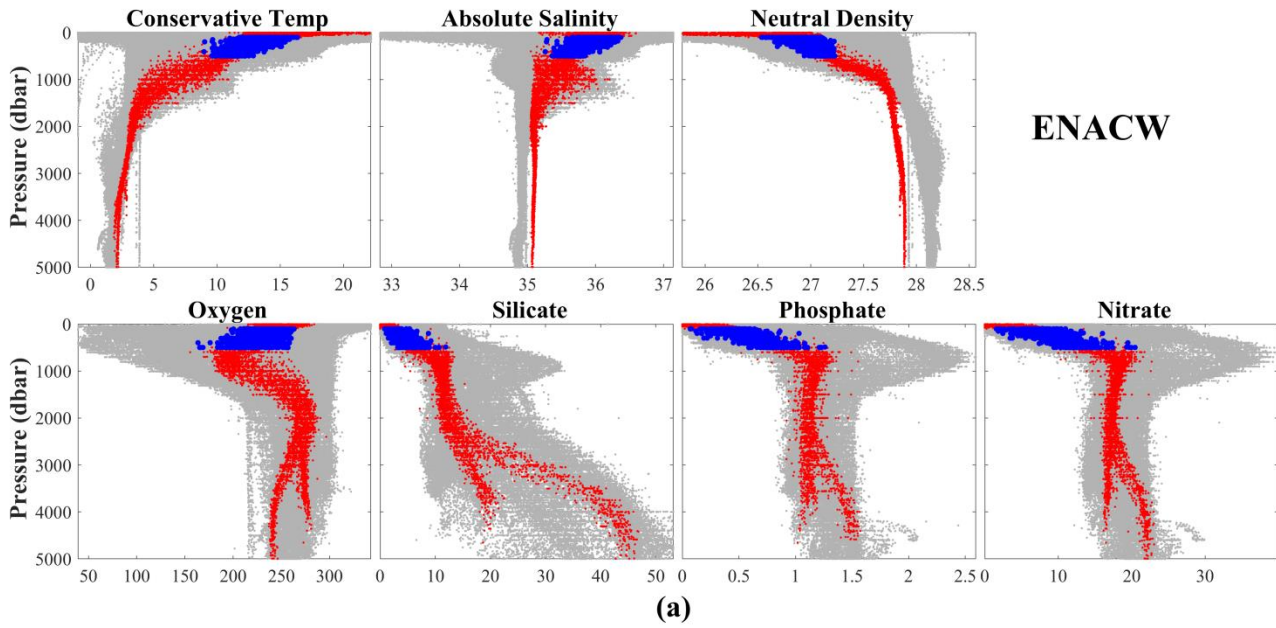 Conservative Temp Absolute Salinity Neutral Density
0
1000
2000
3000
4000
5000
Pressure (dbar)
0 5 10 15 20 33 34 35 36 37 26 26.5 27 27.5 28 28.5
ENACW
Oxygen Silicate Phosphate Nitrate
0
1000
2000
3000
4000
5000
Pressure (dbar)
50 100 150 200 250 300 0 10 20 30 40 50 0 0.5 1 1.5 2 2.5 0 10 20 30
(a)